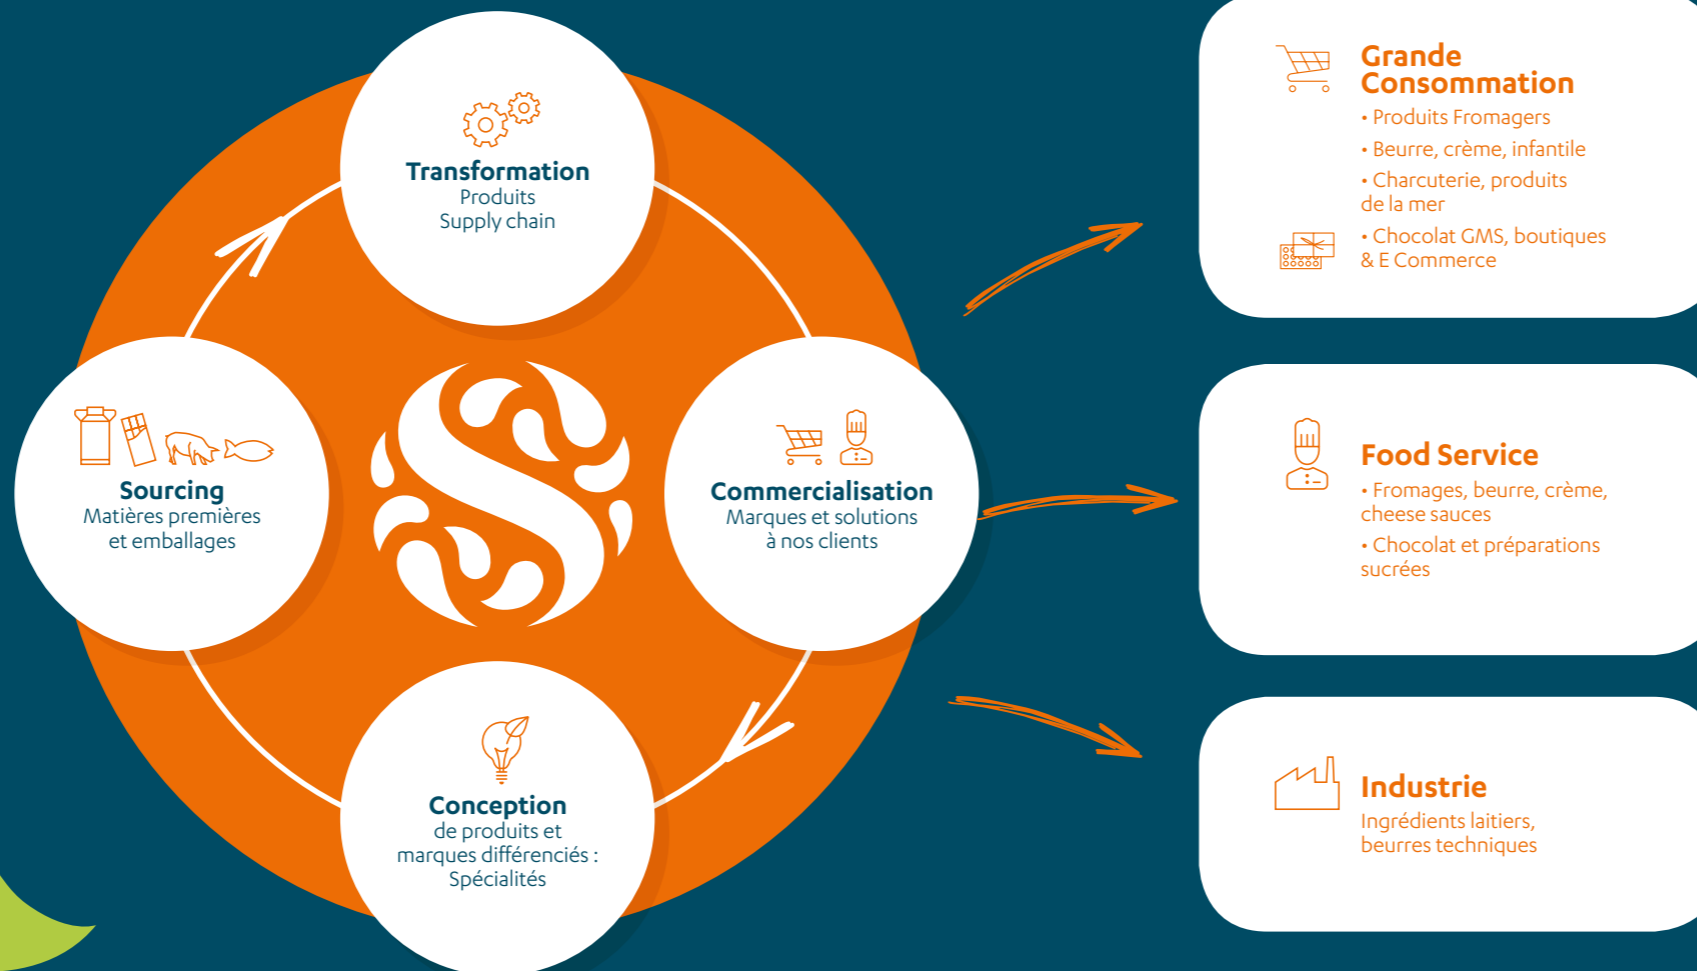 Transformation
Produits
Supply chain
Sourcing
Matières premières
et emballages
Commercialisation
Marques et solutions
à nos clients
Conception
de produits et
marques différenciés :
Spécialités
Grande
Consommation
• Produits Fromagers
• Beurre, crème, infantile
• Charcuterie, produits
de la mer
• Chocolat GMS, boutiques
& E Commerce
Food Service
• Fromages, beurre, crème,
cheese sauces
• Chocolat et préparations
sucrées
Industrie
Ingrédients laitiers,
beurres techniques